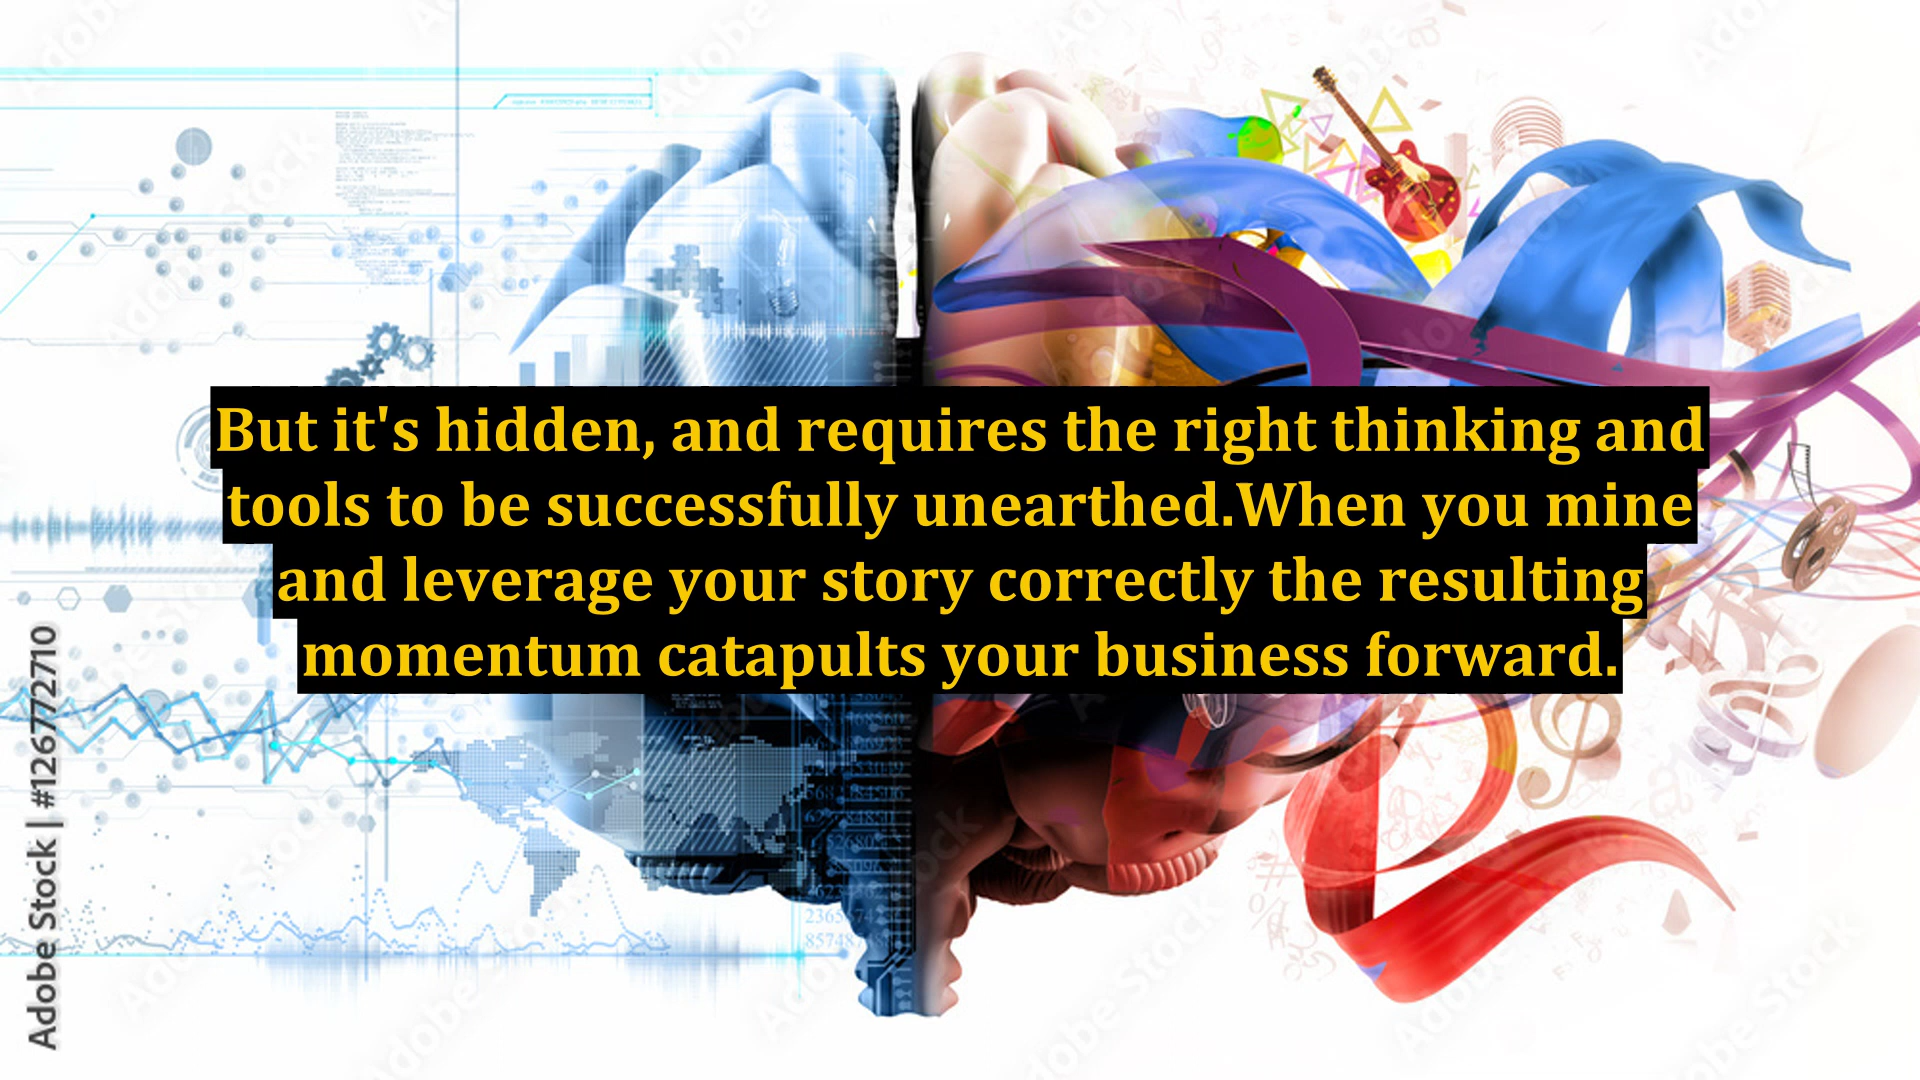 But it's hidden, and requires the right thinking and
tools to be successfully unearthed.When you mine
and leverage your story correctly the resulting
momentum catapults your business forward.
Adobe Stock | #1267727710